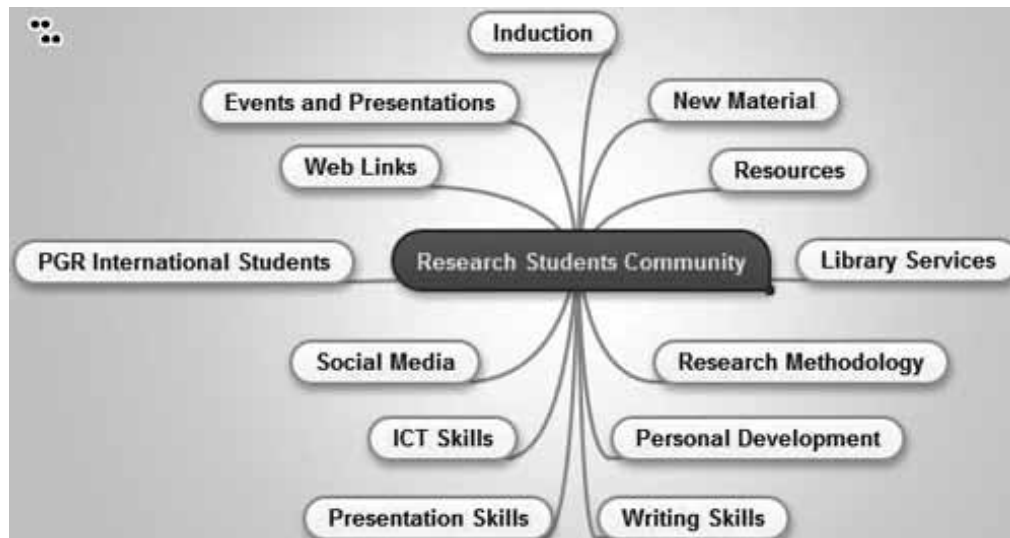 Induction
Events and Presentations
New Material
Web Links
Resources
PGR International Students
Research Students Community
Library Services
Social Media
Research Methodology
ICT Skills
Personal Development
Presentation Skills
Writing Skills